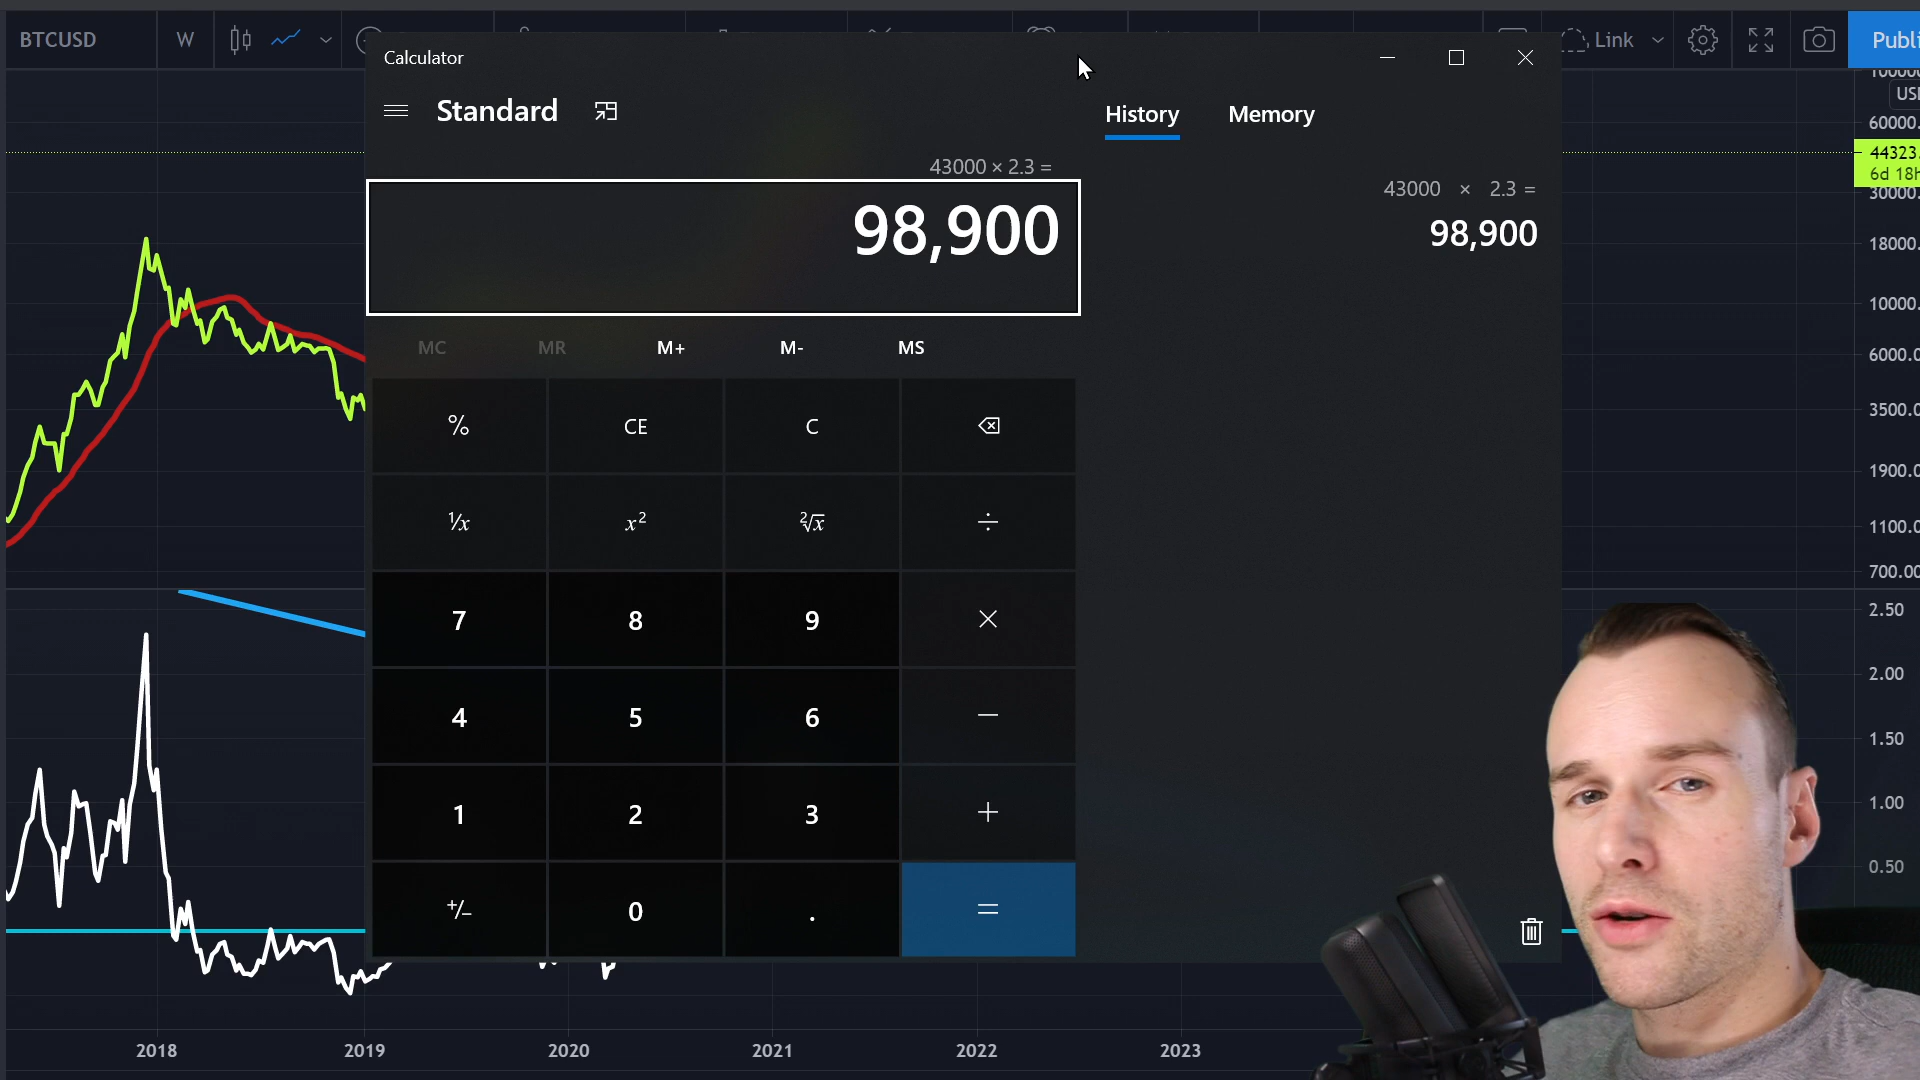 BTCUSD
W
Link
Publi
Calculator
Standard
History
Memory
43000 × 2.3 =
98,900
43000 × 2.3 =
98,900
MC MR M+ M- MS
% CE C
¹/x x² ²√x ÷
7 8 9 ×
4 5 6 −
1 2 3 +
+/− 0 . =
USD
60000.
44323.
6d 18h
30000.
18000.
10000.
6000.0
3500.0
1900.0
1100.0
700.00
2.50
2.00
1.50
1.00
0.50
2018 2019 2020 2021 2022 2023